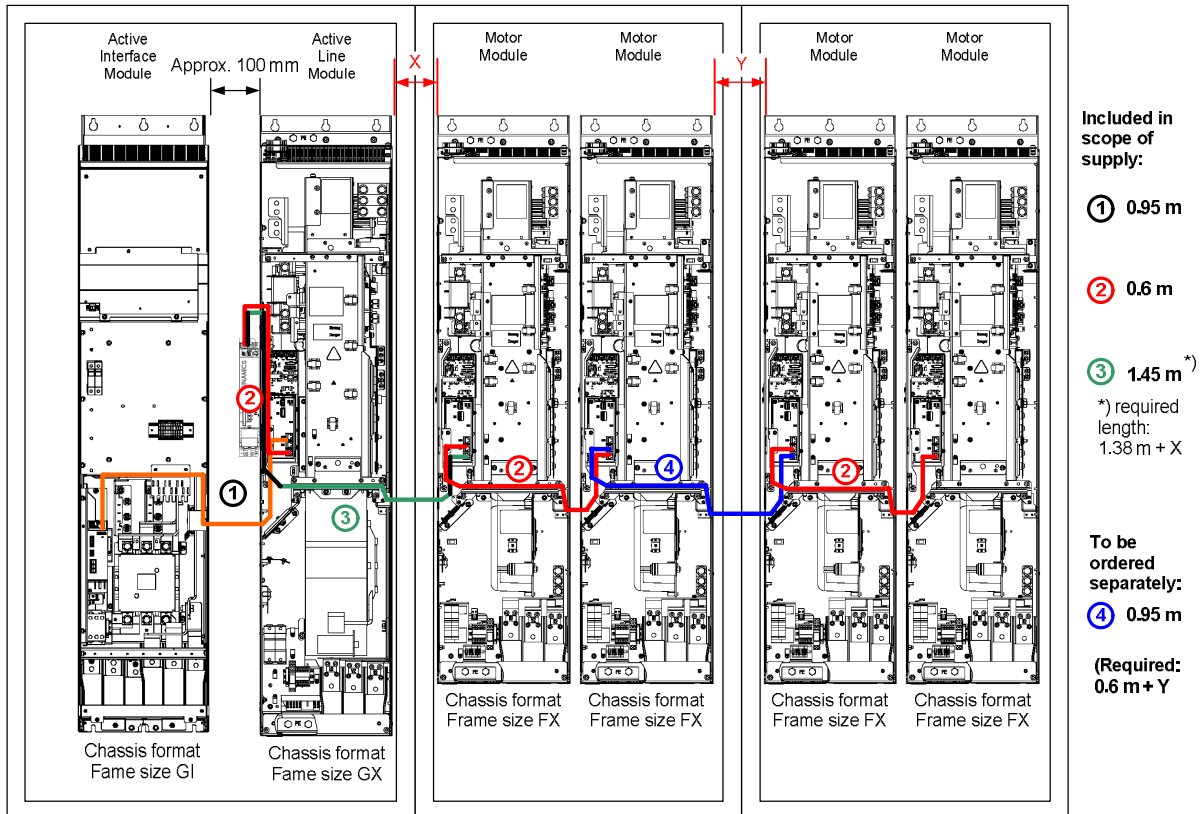 Active
Interface
Module
Approx. 100 mm
Active
Line
Module
X
Motor
Module
Motor
Module
Y
Motor
Module
Motor
Module
PE
2
1
3
2
4
2
PE
Chassis format
Fame size GI
Chassis format
Fame size GX
Chassis format
Frame size FX
Chassis format
Frame size FX
Chassis format
Frame size FX
Chassis format
Frame size FX
Included in
scope of
supply:
1 0.95 m
2 0.6 m
3 1.45 m *)
*) required
length:
1.38 m + X
To be
ordered
separately:
4 0.95 m
(Required:
0.6 m + Y